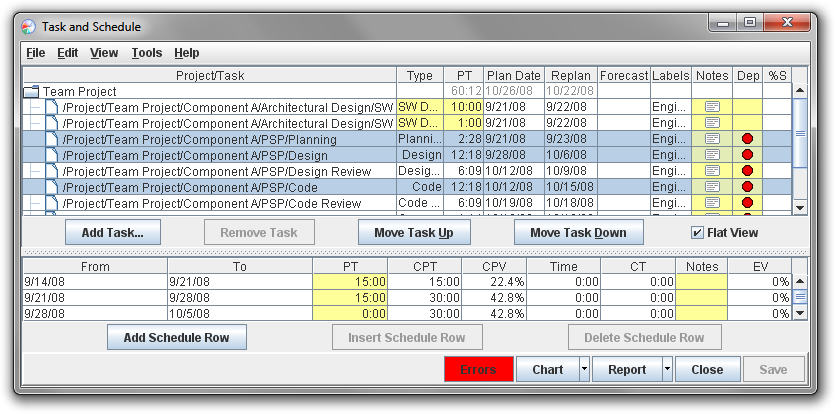 Task and Schedule
File Edit View Tools Help
Project/Task Type PT Plan Date Replan Forecast Labels Notes Dep %S
Team Project 60:12 10/26/08 10/22/08
/Project/Team Project/Component A/Architectural Design/SW SW D... 10:00 9/21/08 9/22/08 Engi...
/Project/Team Project/Component A/Architectural Design/SW SW D... 1:00 9/21/08 9/22/08 Engi...
/Project/Team Project/Component A/PSP/Planning Planni... 2:28 9/21/08 9/23/08 Engi...
/Project/Team Project/Component A/PSP/Design Design 12:18 9/28/08 10/6/08 Engi...
/Project/Team Project/Component A/PSP/Design Review Desig... 6:09 10/12/08 10/9/08 Engi...
/Project/Team Project/Component A/PSP/Code Code 12:18 10/12/08 10/15/08 Engi...
/Project/Team Project/Component A/PSP/Code Review Code ... 6:09 10/19/08 10/18/08 Engi...
Add Task... Remove Task Move Task Up Move Task Down Flat View
From To PT CPT CPV Time CT Notes EV
9/14/08 9/21/08 15:00 15:00 22.4% 0:00 0:00 0%
9/21/08 9/28/08 15:00 30:00 42.8% 0:00 0:00 0%
9/28/08 10/5/08 0:00 30:00 42.8% 0:00 0:00 0%
Add Schedule Row Insert Schedule Row Delete Schedule Row
Errors Chart Report Close Save